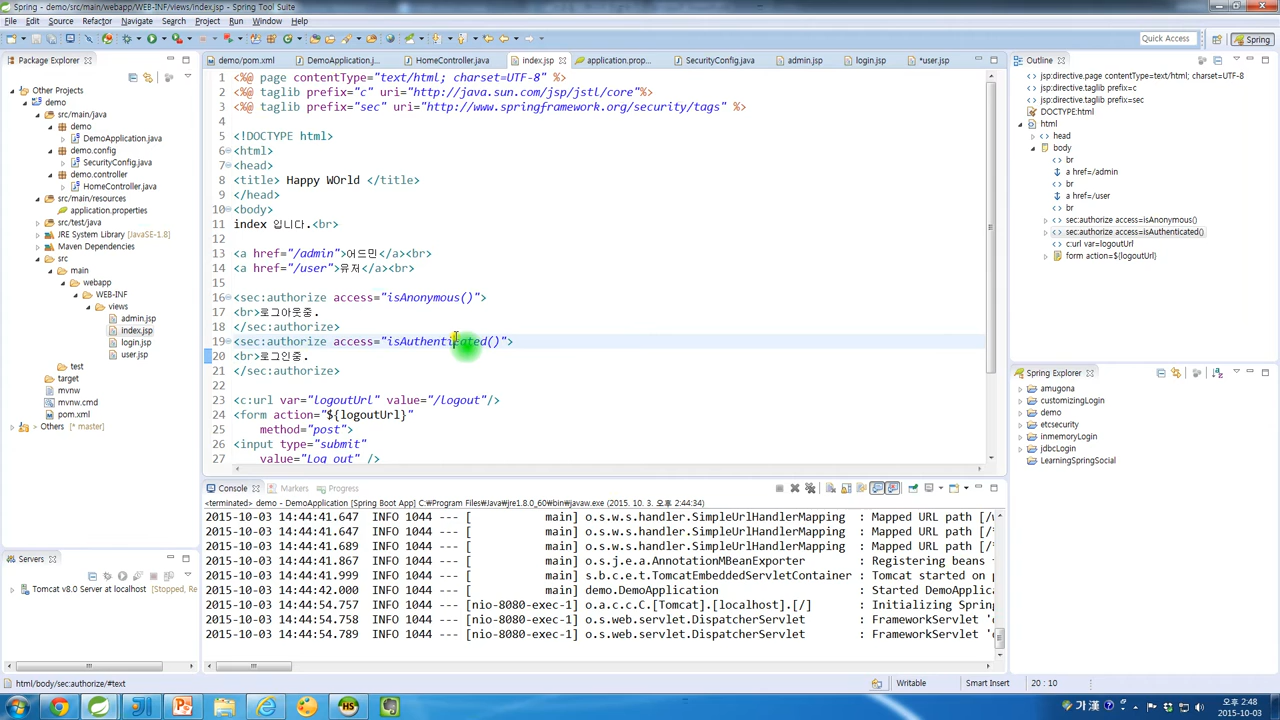 Spring - demo/src/main/webapp/WEB-INF/views/index.jsp - Spring Tool Suite
File Edit Source Refactor Navigate Search Project Run Window Help
Quick Access
Spring
Package Explorer
Other Projects
demo
src/main/java
demo
DemoApplication.java
demo.config
SecurityConfig.java
demo.controller
HomeController.java
src/main/resources
application.properties
src/test/java
JRE System Library [JavaSE-1.8]
Maven Dependencies
src
main
webapp
WEB-INF
views
admin.jsp
index.jsp
login.jsp
user.jsp
test
target
mvnw
mvnw.cmd
pom.xml
Others [* master]
Servers
Tomcat v8.0 Server at localhost [Stopped, Re
demo/pom.xml DemoApplication.j... HomeController.java index.jsp application.prop... SecurityConfig.java admin.jsp login.jsp *user.jsp
1 <%@ page contentType="text/html; charset=UTF-8" %>
2 <%@ taglib prefix="c" uri="http://java.sun.com/jsp/jstl/core"%>
3 <%@ taglib prefix="sec" uri="http://www.springframework.org/security/tags" %>
4
5 <!DOCTYPE html>
6 <html>
7 <head>
8 <title> Happy WOrld </title>
9 </head>
10 <body>
11 index 입니다.<br>
12
13 <a href="/admin">어드민</a><br>
14 <a href="/user">유저</a><br>
15
16 <sec:authorize access="isAnonymous()">
17 <br>로그아웃중.
18 </sec:authorize>
19 <sec:authorize access="isAuthenticated()">
20 <br>로그인중.
21 </sec:authorize>
22
23 <c:url var="logoutUrl" value="/logout"/>
24 <form action="${logoutUrl}"
25 method="post">
26 <input type="submit"
27 value="Log out" />
Console Markers Progress
<terminated> demo - DemoApplication [Spring Boot App] C:\Program Files\Java\jre1.8.0_60\bin\javaw.exe (2015. 10. 3. 오후 2:44:34)
2015-10-03 14:44:41.647 INFO 1044 --- [ main] o.s.w.s.handler.SimpleUrlHandlerMapping : Mapped URL path [/w
2015-10-03 14:44:41.647 INFO 1044 --- [ main] o.s.w.s.handler.SimpleUrlHandlerMapping : Mapped URL path [/
2015-10-03 14:44:41.689 INFO 1044 --- [ main] o.s.w.s.handler.SimpleUrlHandlerMapping : Mapped URL path [/
2015-10-03 14:44:41.869 INFO 1044 --- [ main] o.s.j.e.a.AnnotationMBeanExporter : Registering beans
2015-10-03 14:44:41.999 INFO 1044 --- [ main] s.b.c.e.t.TomcatEmbeddedServletContainer : Tomcat started on p
2015-10-03 14:44:42.000 INFO 1044 --- [ main] demo.DemoApplication : Started DemoApplicat
2015-10-03 14:44:54.757 INFO 1044 --- [nio-8080-exec-1] o.a.c.c.C.[Tomcat].[localhost].[/] : Initializing Spring
2015-10-03 14:44:54.758 INFO 1044 --- [nio-8080-exec-1] o.s.web.servlet.DispatcherServlet : FrameworkServlet '
2015-10-03 14:44:54.789 INFO 1044 --- [nio-8080-exec-1] o.s.web.servlet.DispatcherServlet : FrameworkServlet '
Outline
jsp:directive.page contentType=text/html; charset=UTF-8
jsp:directive.taglib prefix=c
jsp:directive.taglib prefix=sec
DOCTYPE:html
html
head
body
br
a href=/admin
br
a href=/user
br
sec:authorize access=isAnonymous()
sec:authorize access=isAuthenticated()
c:url var=logoutUrl
form action=${logoutUrl}
Spring Explorer
amugona
customizingLogin
demo
etcsecurity
inmemoryLogin
jdbcLogin
LearningSpringSocial
html/body/sec:authorize/#text
Writable Smart Insert 20 : 10
가 漢
오후 2:48
2015-10-03